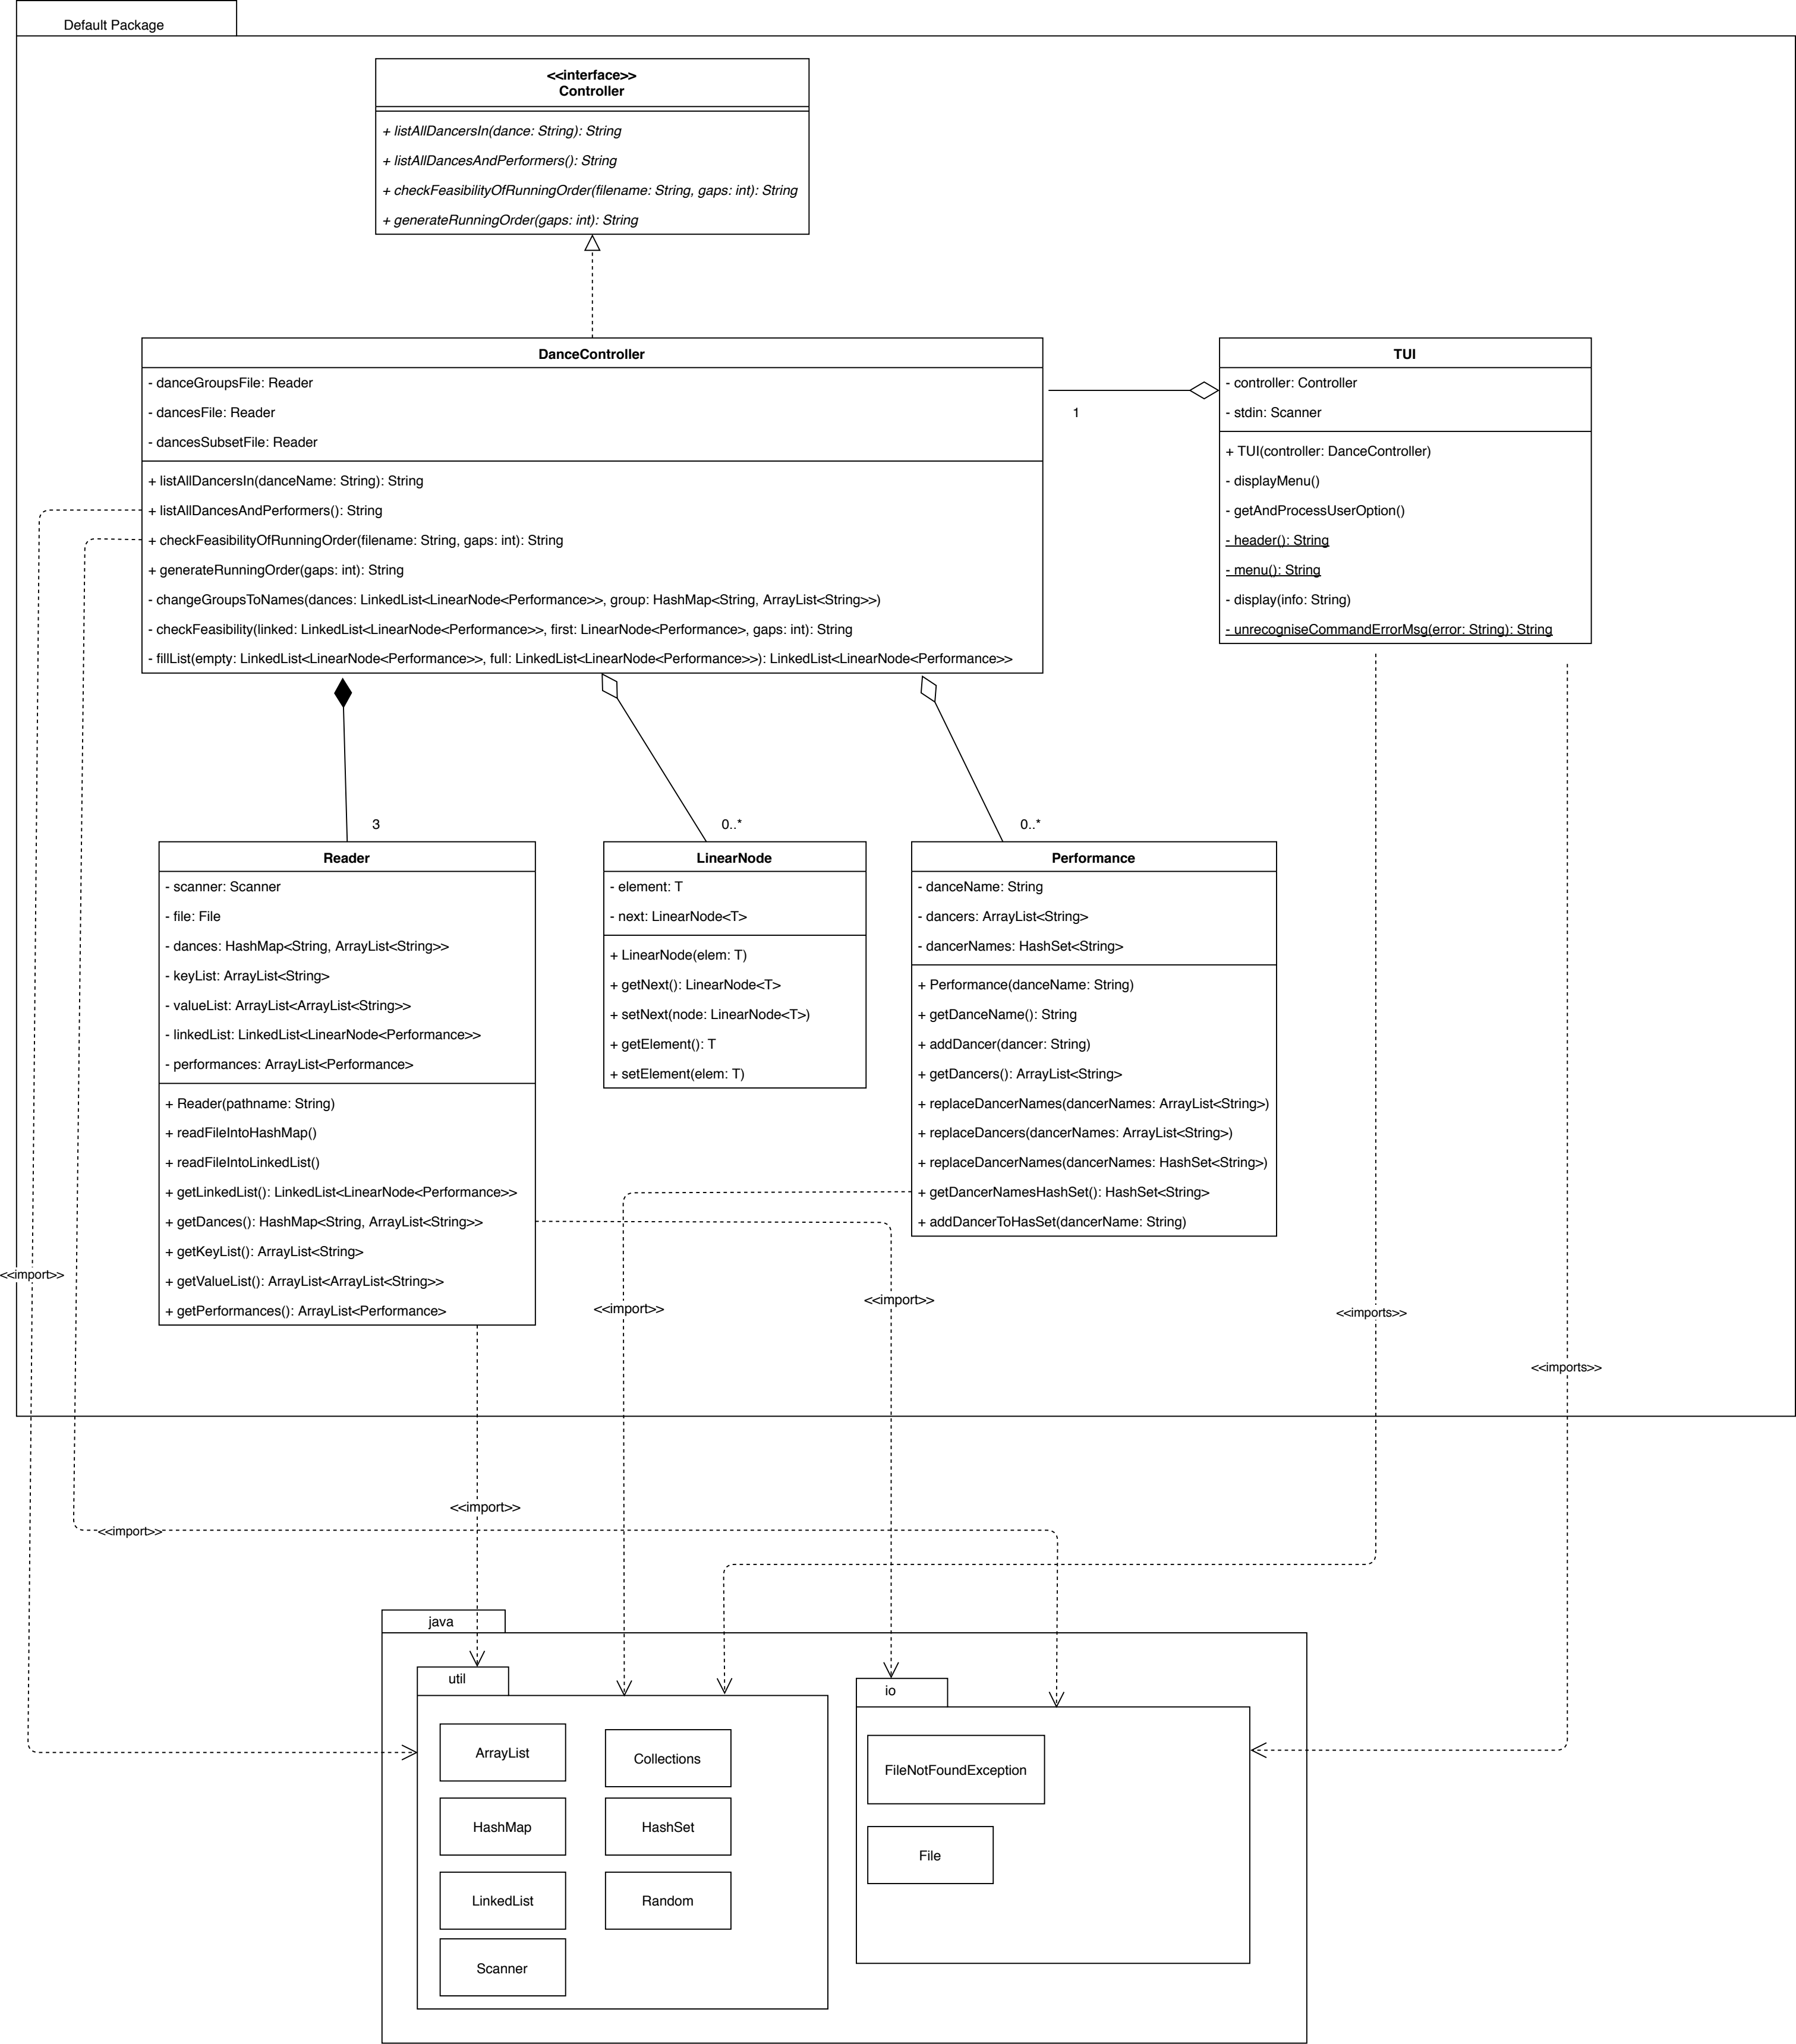 Default Package
<<interface>>
Controller
+ listAllDancersIn(dance: String): String
+ listAllDancesAndPerformers(): String
+ checkFeasibilityOfRunningOrder(filename: String, gaps: int): String
+ generateRunningOrder(gaps: int): String
DanceController
- danceGroupsFile: Reader
- dancesFile: Reader
- dancesSubsetFile: Reader
+ listAllDancersIn(danceName: String): String
+ listAllDancesAndPerformers(): String
+ checkFeasibilityOfRunningOrder(filename: String, gaps: int): String
+ generateRunningOrder(gaps: int): String
- changeGroupsToNames(dances: LinkedList<LinearNode<Performance>>, group: HashMap<String, ArrayList<String>>)
- checkFeasibility(linked: LinkedList<LinearNode<Performance>>, first: LinearNode<Performance>, gaps: int): String
- fillList(empty: LinkedList<LinearNode<Performance>>, full: LinkedList<LinearNode<Performance>>): LinkedList<LinearNode<Performance>>
1
TUI
- controller: Controller
- stdin: Scanner
+ TUI(controller: DanceController)
- displayMenu()
- getAndProcessUserOption()
- header(): String
- menu(): String
- display(info: String)
- unrecogniseCommandErrorMsg(error: String): String
3
0..*
0..*
Reader
- scanner: Scanner
- file: File
- dances: HashMap<String, ArrayList<String>>
- keyList: ArrayList<String>
- valueList: ArrayList<ArrayList<String>>
- linkedList: LinkedList<LinearNode<Performance>>
- performances: ArrayList<Performance>
+ Reader(pathname: String)
+ readFileIntoHashMap()
+ readFileIntoLinkedList()
+ getLinkedList(): LinkedList<LinearNode<Performance>>
+ getDances(): HashMap<String, ArrayList<String>>
+ getKeyList(): ArrayList<String>
+ getValueList(): ArrayList<ArrayList<String>>
+ getPerformances(): ArrayList<Performance>
LinearNode
- element: T
- next: LinearNode<T>
+ LinearNode(elem: T)
+ getNext(): LinearNode<T>
+ setNext(node: LinearNode<T>)
+ getElement(): T
+ setElement(elem: T)
Performance
- danceName: String
- dancers: ArrayList<String>
- dancerNames: HashSet<String>
+ Performance(danceName: String)
+ getDanceName(): String
+ addDancer(dancer: String)
+ getDancers(): ArrayList<String>
+ replaceDancerNames(dancerNames: ArrayList<String>)
+ replaceDancers(dancerNames: ArrayList<String>)
+ replaceDancerNames(dancerNames: HashSet<String>)
+ getDancerNamesHashSet(): HashSet<String>
+ addDancerToHasSet(dancerName: String)
<<import>>
<<import>>
<<import>>
<<imports>>
<<imports>>
<<import>>
<<import>>
java
util
ArrayList
Collections
HashMap
HashSet
LinkedList
Random
Scanner
io
FileNotFoundException
File